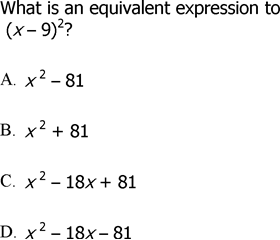 What is an equivalent expression to
(x – 9)²?
A. x² – 81
B. x² + 81
C. x² – 18x + 81
D. x² – 18x – 81